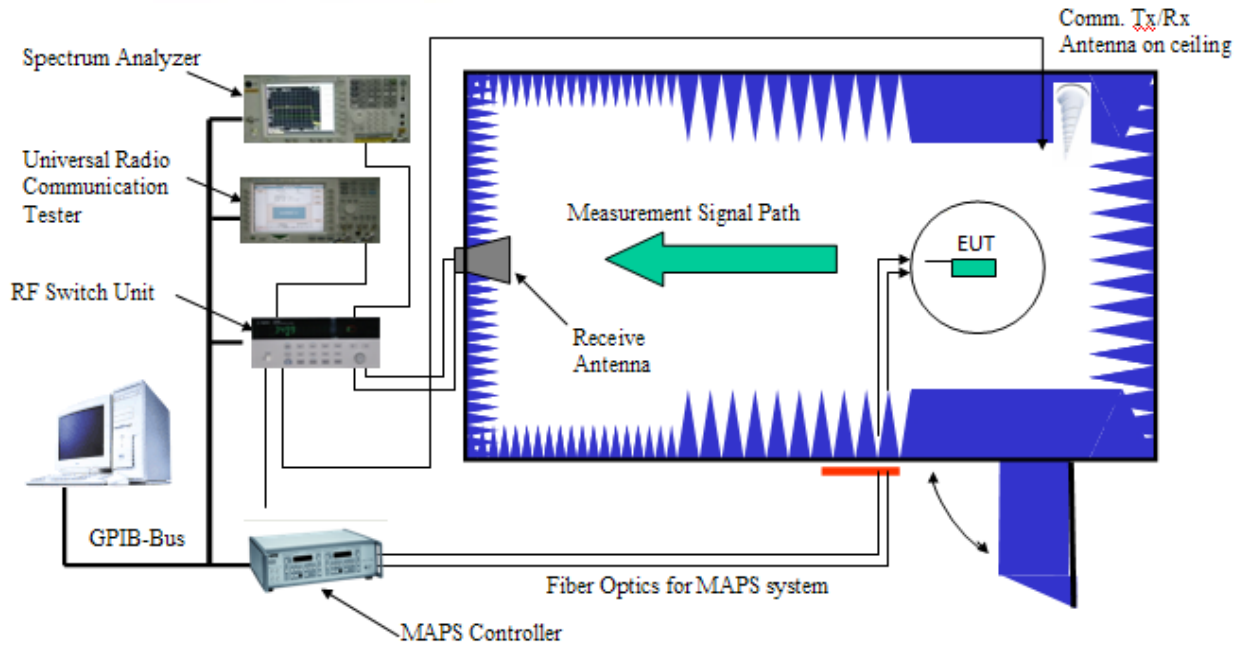 Comm. Tx/Rx
Antenna on ceiling
Spectrum Analyzer
Universal Radio
Communication
Tester
Measurement Signal Path
EUT
RF Switch Unit
Receive
Antenna
GPIB-Bus
Fiber Optics for MAPS system
MAPS Controller